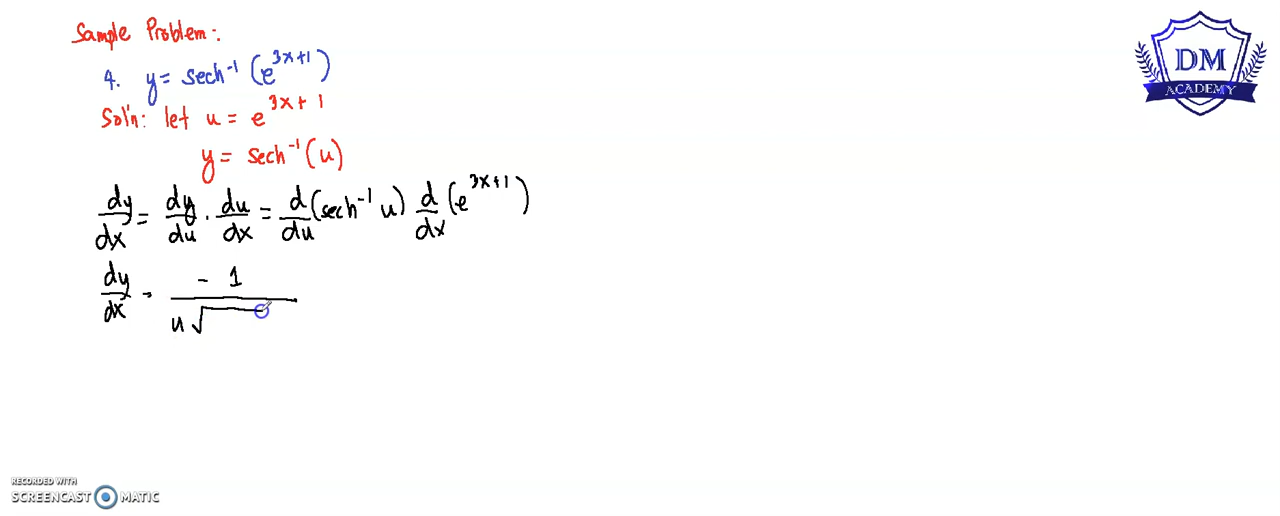 Sample Problem:
4. y = sech⁻¹ (e^{3x+1})
Sol'n: let u = e^{3x+1}
y = sech⁻¹ (u)
dy/dx = dy/du · du/dx = d/du (sech⁻¹ u) d/dx (e^{3x+1})
dy/dx = -1 / u√
DM
ACADEMY
RECORDED WITH
SCREENCAST MATIC